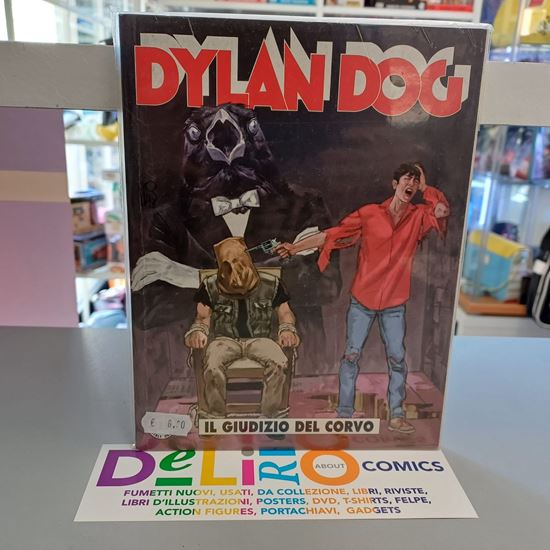 DYLAN DOG
IL GIUDIZIO DEL CORVO
DeLiRiO
ABOUT
COMICS
FUMETTI NUOVI, USATI, DA COLLEZIONE, LIBRI, RIVISTE,
LIBRI D'ILLUSTRAZIONI, POSTERS, DVD, T-SHIRTS, FELPE,
ACTION FIGURES, PORTACHIAVI, GADGETS